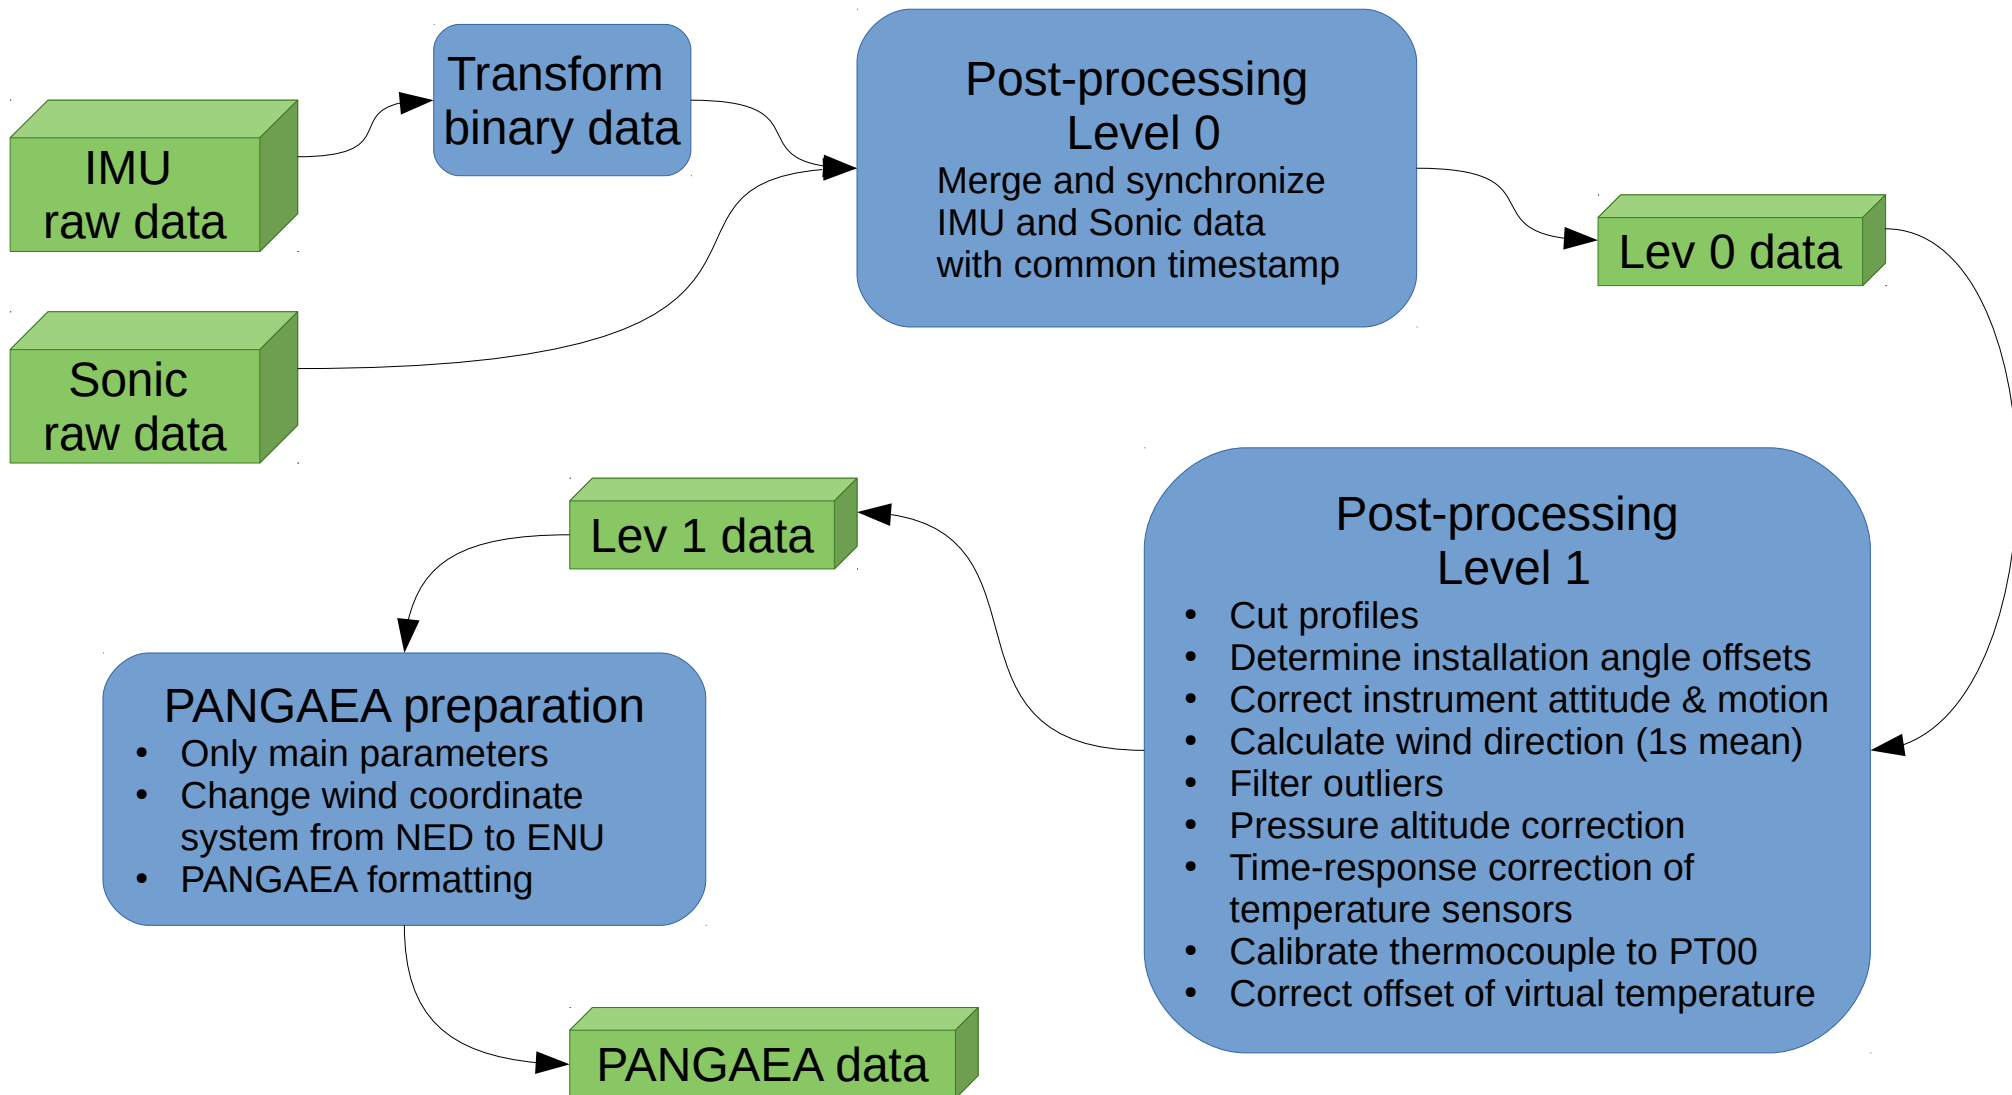 IMU
raw data
Transform
binary data
Sonic
raw data
Post-processing
Level 0
Merge and synchronize
IMU and Sonic data
with common timestamp
Lev 0 data
Post-processing
Level 1
• Cut profiles
• Determine installation angle offsets
• Correct instrument attitude & motion
• Calculate wind direction (1s mean)
• Filter outliers
• Pressure altitude correction
• Time-response correction of
temperature sensors
• Calibrate thermocouple to PT00
• Correct offset of virtual temperature
Lev 1 data
PANGAEA preparation
• Only main parameters
• Change wind coordinate
system from NED to ENU
• PANGAEA formatting
PANGAEA data